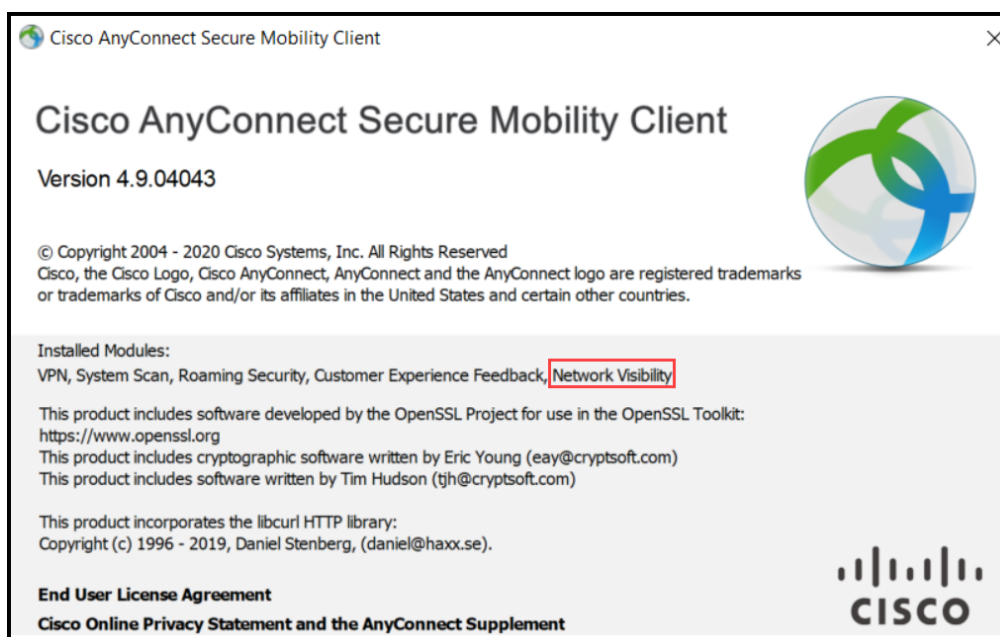 Cisco AnyConnect Secure Mobility Client
Cisco AnyConnect Secure Mobility Client
Version 4.9.04043
© Copyright 2004 - 2020 Cisco Systems, Inc. All Rights Reserved
Cisco, the Cisco Logo, Cisco AnyConnect, AnyConnect and the AnyConnect logo are registered trademarks
or trademarks of Cisco and/or its affiliates in the United States and certain other countries.
Installed Modules:
VPN, System Scan, Roaming Security, Customer Experience Feedback, Network Visibility
This product includes software developed by the OpenSSL Project for use in the OpenSSL Toolkit:
https://www.openssl.org
This product includes cryptographic software written by Eric Young (eay@cryptsoft.com)
This product includes software written by Tim Hudson (tjh@cryptsoft.com)
This product incorporates the libcurl HTTP library:
Copyright (c) 1996 - 2019, Daniel Stenberg, (daniel@haxx.se).
End User License Agreement
Cisco Online Privacy Statement and the AnyConnect Supplement
CISCO